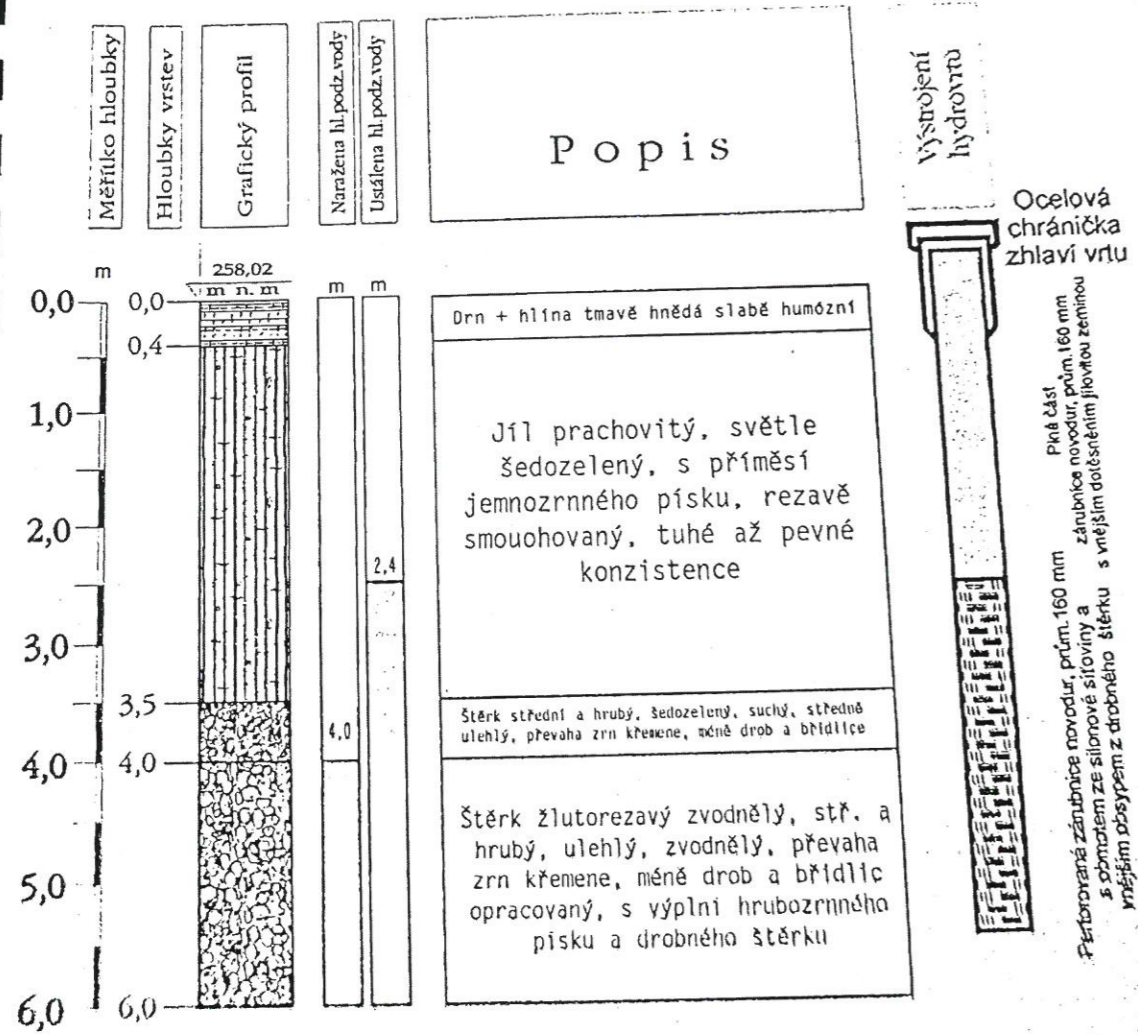 Měřítko hloubky
Hloubky vrstev
Grafický profil
Naražena hl.podz.vody
Ustálena hl.podz.vody
Popis
Výstrojení
hydrovrtu
Ocelová
chránička
zhlaví vrtu
m
258,02
m n. m
m
m
0,0
1,0
2,0
3,0
4,0
5,0
6,0
0,0
0,4
3,5
4,0
6,0
4,0
2,4
Drn + hlína tmavě hnědá slabě humózní
Jíl prachovitý, světle
šedozelený, s příměsí
jemnozrnného písku, rezavě
smouohovaný, tuhé až pevné
konzistence
Štěrk střední a hrubý, šedozelený, suchý, středně
ulehlý, převaha zrn křemene, méně drob a břidlice
Štěrk žlutorezavý zvodnělý, stř. a
hrubý, ulehlý, zvodnělý, převaha
zrn křemene, méně drob a břidlic
opracovaný, s výplní hrubozrnného
písku a drobného štěrku
Plná část
zárubnice novodur, prům.160 mm
s vnějším dotěsněním jílovitou zeminou
Perforovaná zárubnice novodur, prům.160 mm
s obmotem ze silonové síťoviny a
vnějším obsypem z drobného štěrku